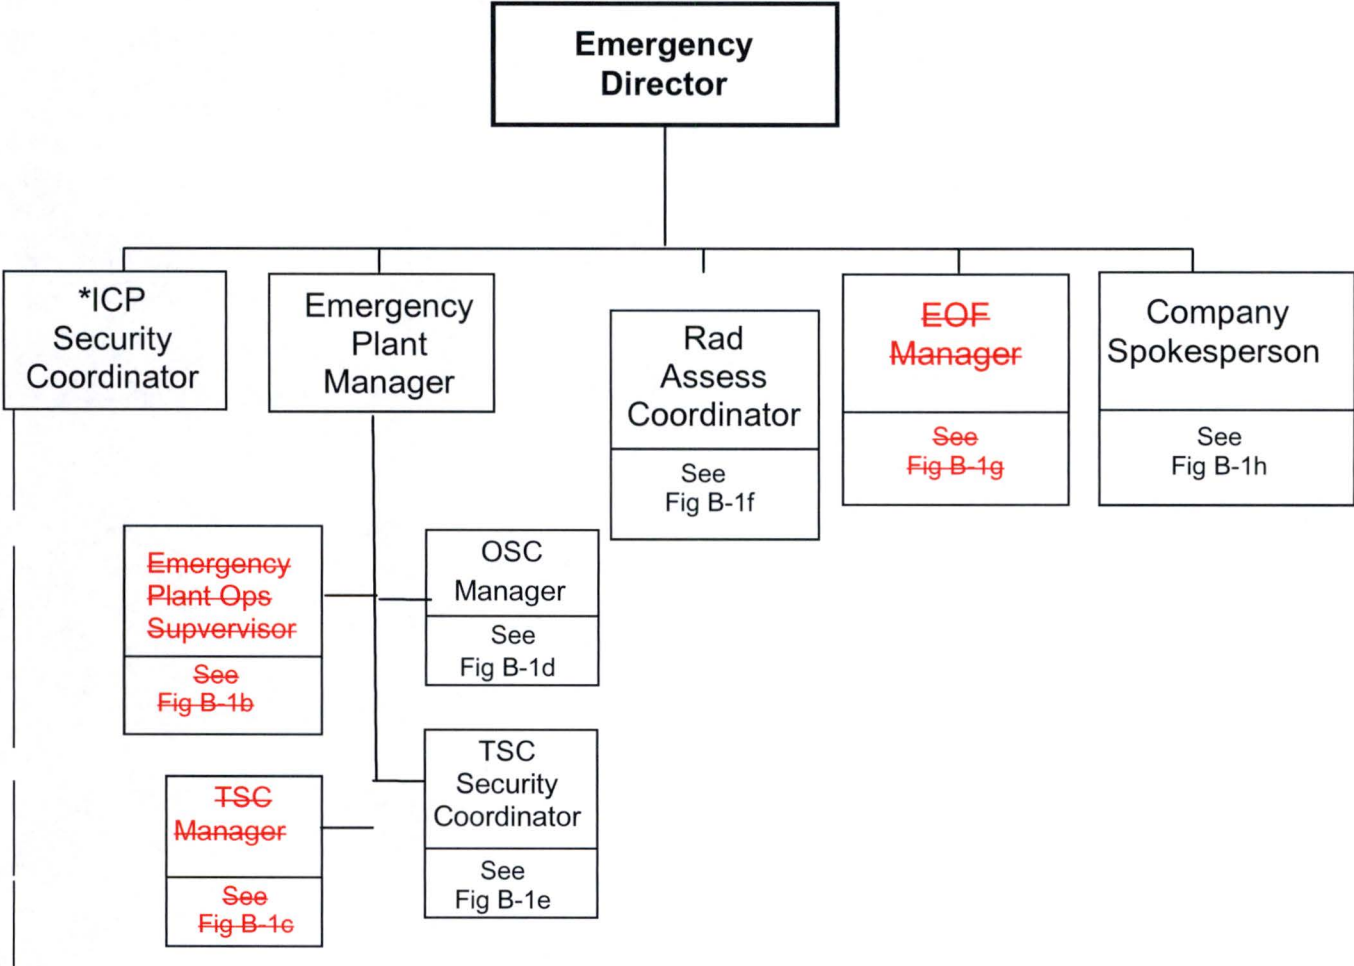 Emergency
Director
*ICP
Security
Coordinator
Emergency
Plant
Manager
Rad
Assess
Coordinator
See
Fig B-1f
EOF
Manager
See
Fig B-1g
Company
Spokesperson
See
Fig B-1h
Emergency
Plant Ops
Supvervisor
See
Fig B-1b
OSC
Manager
See
Fig B-1d
TSC
Manager
See
Fig B-1c
TSC
Security
Coordinator
See
Fig B-1e